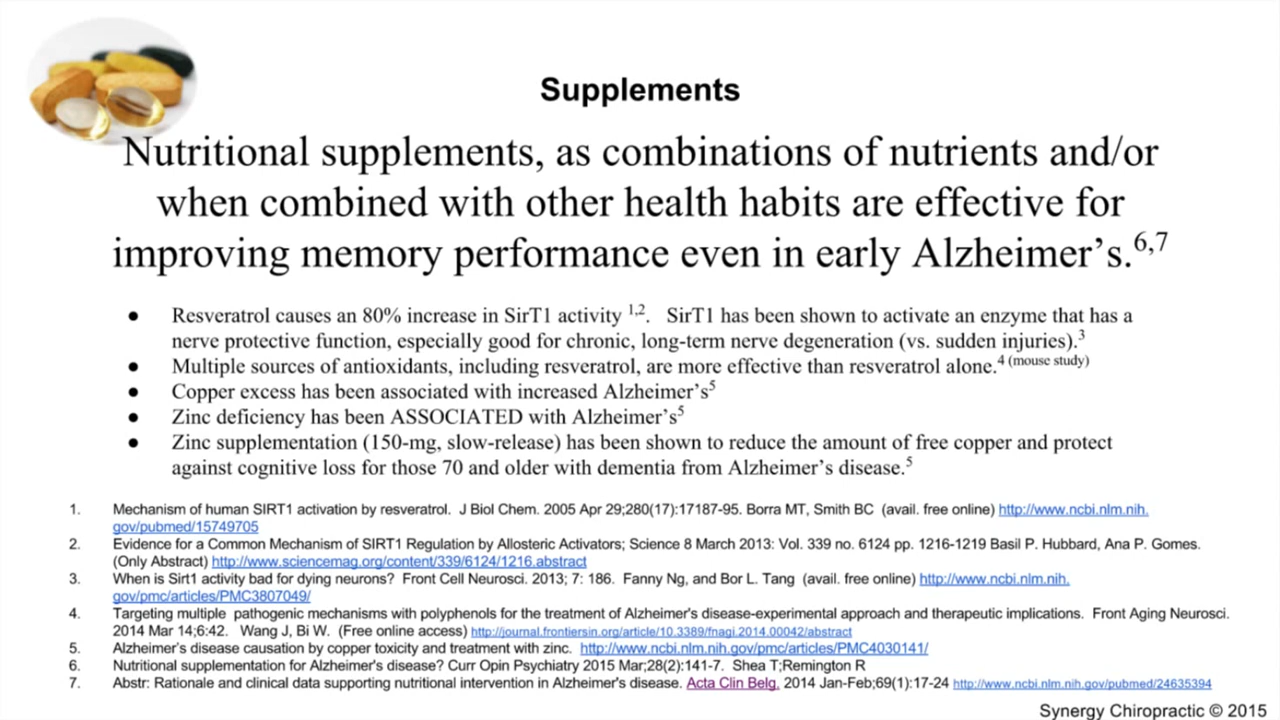 Supplements
Nutritional supplements, as combinations of nutrients and/or
when combined with other health habits are effective for
improving memory performance even in early Alzheimer's.6,7
● Resveratrol causes an 80% increase in SirT1 activity 1,2. SirT1 has been shown to activate an enzyme that has a
nerve protective function, especially good for chronic, long-term nerve degeneration (vs. sudden injuries).3
● Multiple sources of antioxidants, including resveratrol, are more effective than resveratrol alone.4 (mouse study)
● Copper excess has been associated with increased Alzheimer's5
● Zinc deficiency has been ASSOCIATED with Alzheimer's5
● Zinc supplementation (150-mg, slow-release) has been shown to reduce the amount of free copper and protect
against cognitive loss for those 70 and older with dementia from Alzheimer's disease.5
1. Mechanism of human SIRT1 activation by resveratrol. J Biol Chem. 2005 Apr 29;280(17):17187-95. Borra MT, Smith BC (avail. free online) http://www.ncbi.nlm.nih.
gov/pubmed/15749705
2. Evidence for a Common Mechanism of SIRT1 Regulation by Allosteric Activators; Science 8 March 2013: Vol. 339 no. 6124 pp. 1216-1219 Basil P. Hubbard, Ana P. Gomes.
(Only Abstract) http://www.sciencemag.org/content/339/6124/1216.abstract
3. When is Sirt1 activity bad for dying neurons? Front Cell Neurosci. 2013; 7: 186. Fanny Ng, and Bor L. Tang (avail. free online) http://www.ncbi.nlm.nih.
gov/pmc/articles/PMC3807049/
4. Targeting multiple pathogenic mechanisms with polyphenols for the treatment of Alzheimer's disease-experimental approach and therapeutic implications. Front Aging Neurosci.
2014 Mar 14;6:42. Wang J, Bi W. (Free online access) http://journal.frontiersin.org/article/10.3389/fnagi.2014.00042/abstract
5. Alzheimer's disease causation by copper toxicity and treatment with zinc. http://www.ncbi.nlm.nih.gov/pmc/articles/PMC4030141/
6. Nutritional supplementation for Alzheimer's disease? Curr Opin Psychiatry 2015 Mar;28(2):141-7. Shea T;Remington R
7. Abstr: Rationale and clinical data supporting nutritional intervention in Alzheimer's disease. Acta Clin Belg. 2014 Jan-Feb;69(1):17-24 http://www.ncbi.nlm.nih.gov/pubmed/24635394
Synergy Chiropractic © 2015